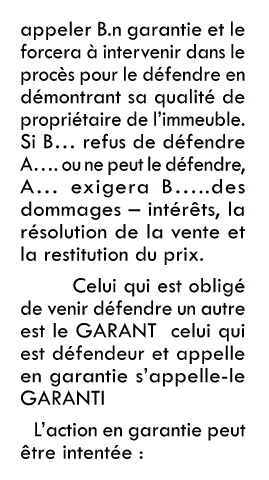 appeler B.n garantie et le
forcera à intervenir dans le
procès pour le défendre en
démontrant sa qualité de
propriétaire de l'immeuble.
Si B… refus de défendre
A…. ou ne peut le défendre,
A… exigera B…..des
dommages – intérêts, la
résolution de la vente et
la restitution du prix.
Celui qui est obligé
de venir défendre un autre
est le GARANT celui qui
est défendeur et appelle
en garantie s'appelle-le
GARANTI
L'action en garantie peut
être intentée :